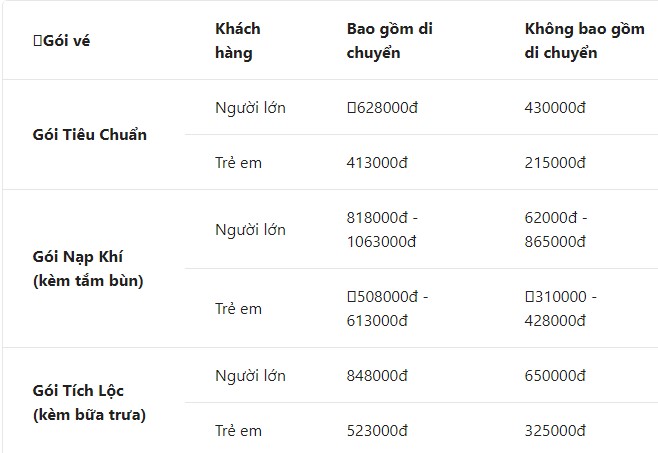 Gói vé
Khách hàng
Bao gồm di chuyển
Không bao gồm di chuyển
Gói Tiêu Chuẩn
Người lớn
628000đ
430000đ
Trẻ em
413000đ
215000đ
Gói Nạp Khí
(kèm tắm bùn)
Người lớn
818000đ -
1063000đ
62000đ -
865000đ
Trẻ em
508000đ -
613000đ
310000 -
428000đ
Gói Tích Lộc
(kèm bữa trưa)
Người lớn
848000đ
650000đ
Trẻ em
523000đ
325000đ